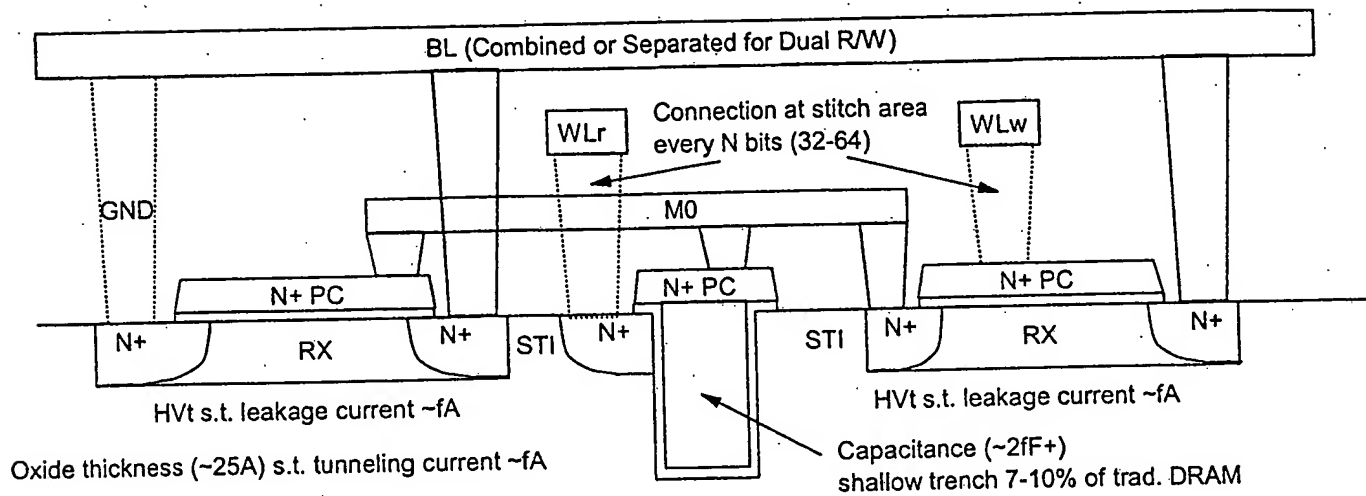 BL (Combined or Separated for Dual R/W)
WLr
Connection at stitch area
every N bits (32-64)
WLw
GND
M0
N+ PC
N+ PC
N+ PC
N+
RX
N+
STI
N+
STI
N+
RX
N+
HVt s.t. leakage current ~fA
HVt s.t. leakage current ~fA
Oxide thickness (~25A) s.t. tunneling current ~fA
Capacitance (~2fF+)
shallow trench 7-10% of trad. DRAM